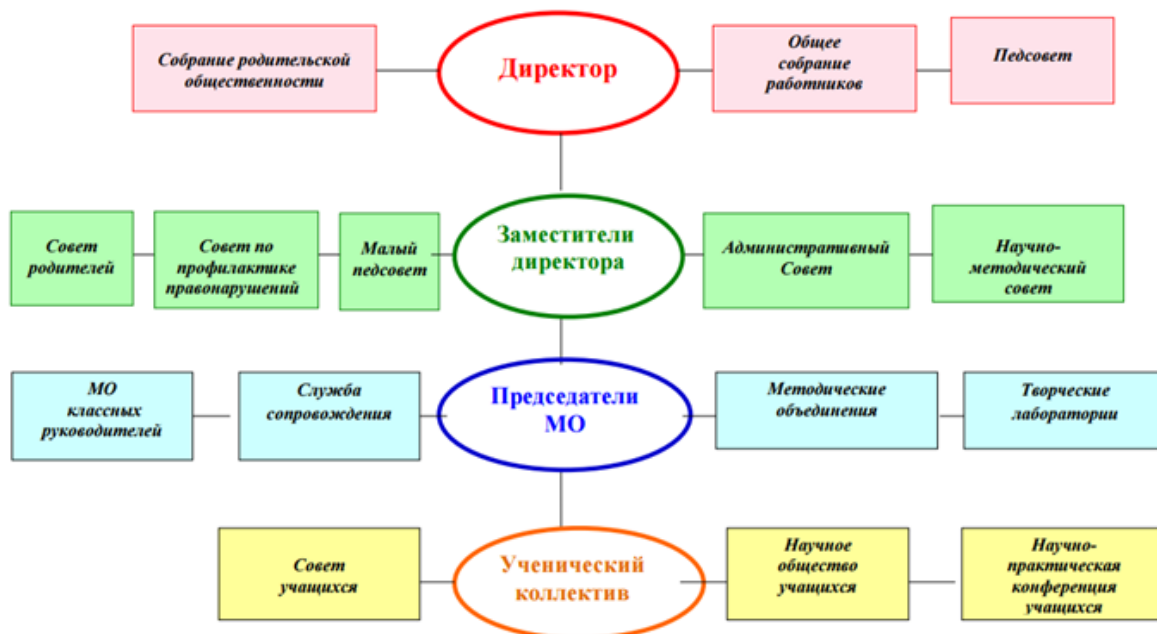 Собрание родительской
общественности
Директор
Общее
собрание
работников
Педсовет
Совет
родителей
Совет по
профилактике
правонарушений
Малый
педсовет
Заместители
директора
Административный
Совет
Научно-
методический
совет
МО
классных
руководителей
Служба
сопровождения
Председатели
МО
Методические
объединения
Творческие
лаборатории
Совет
учащихся
Ученический
коллектив
Научное
общество
учащихся
Научно-
практическая
конференция
учащихся